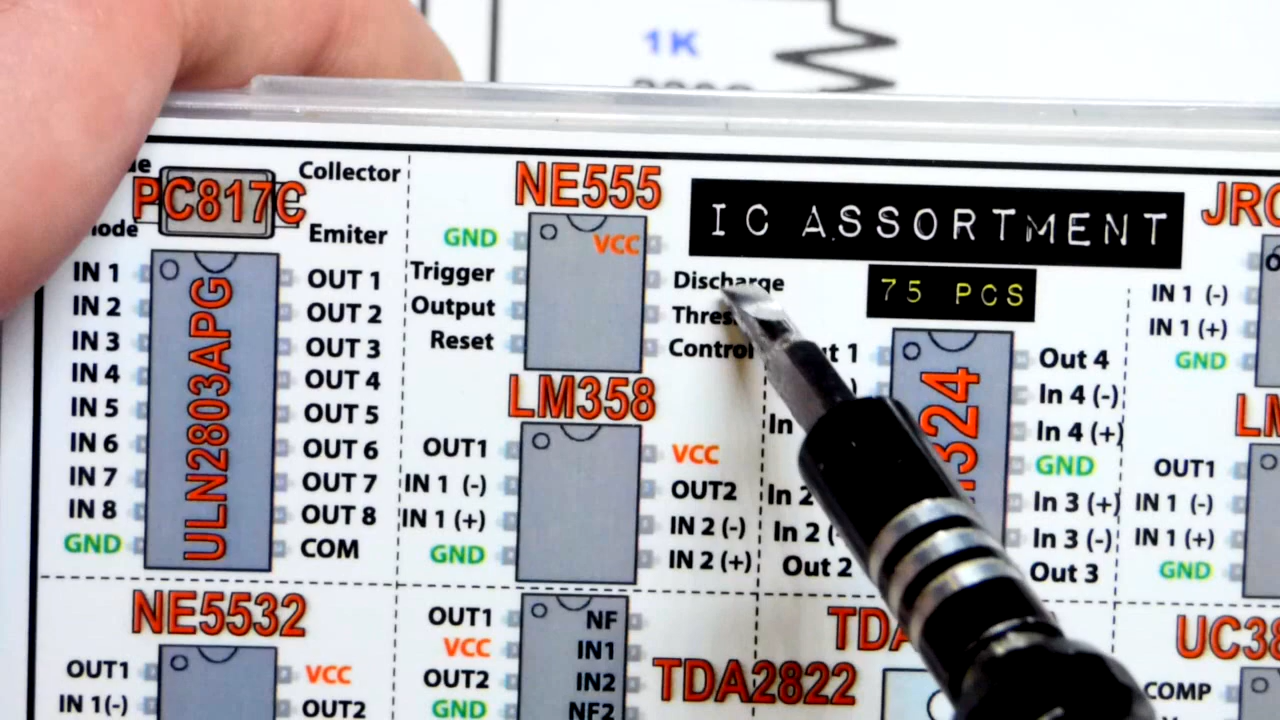 1K
PC817C
Collector
Emiter
IN 1
IN 2
IN 3
IN 4
IN 5
IN 6
IN 7
IN 8
GND
ULN2803APG
OUT 1
OUT 2
OUT 3
OUT 4
OUT 5
OUT 6
OUT 7
OUT 8
COM
NE555
GND
Trigger
Output
Reset
VCC
Discharge
Control
IC ASSORTMENT
75 PCS
LM358
OUT1
IN 1 (-)
IN 1 (+)
GND
VCC
OUT2
IN 2 (-)
IN 2 (+)
In 2 (
Out 2
Out 4
In 4 (-)
In 4 (+)
GND
In 3 (+)
In 3 (-)
Out 3
IN 1 (-)
IN 1 (+)
GND
OUT1
IN 1 (-)
IN 1 (+)
GND
NE5532
OUT1
IN 1(-)
VCC
OUT2
OUT1
VCC
OUT2
GND
NF
IN1
IN2
NF2
TDA2822
COMP